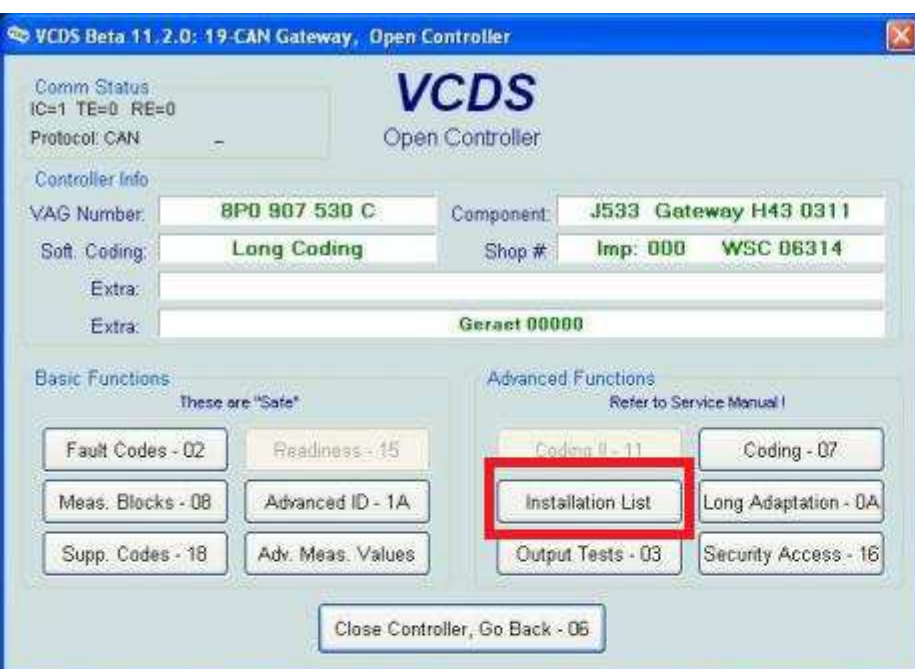 VCDS Beta 11.2.0: 19-CAN Gateway, Open Controller
Comm Status
IC=1 TE=0 RE=0
Protocol: CAN
VCDS
Open Controller
Controller Info
VAG Number: 8P0 907 530 C Component: J533 Gateway H43 0311
Soft. Coding: Long Coding Shop #: Imp: 000 WSC 06314
Extra:
Extra: Geraet 00000
Basic Functions
These are "Safe"
Advanced Functions
Refer to Service Manual!
Fault Codes - 02 Readiness - 15 Coding II - 11 Coding - 07
Meas. Blocks - 08 Advanced ID - 1A Installation List Long Adaptation - 0A
Supp. Codes - 18 Adv. Meas. Values Output Tests - 03 Security Access - 16
Close Controller, Go Back - 06